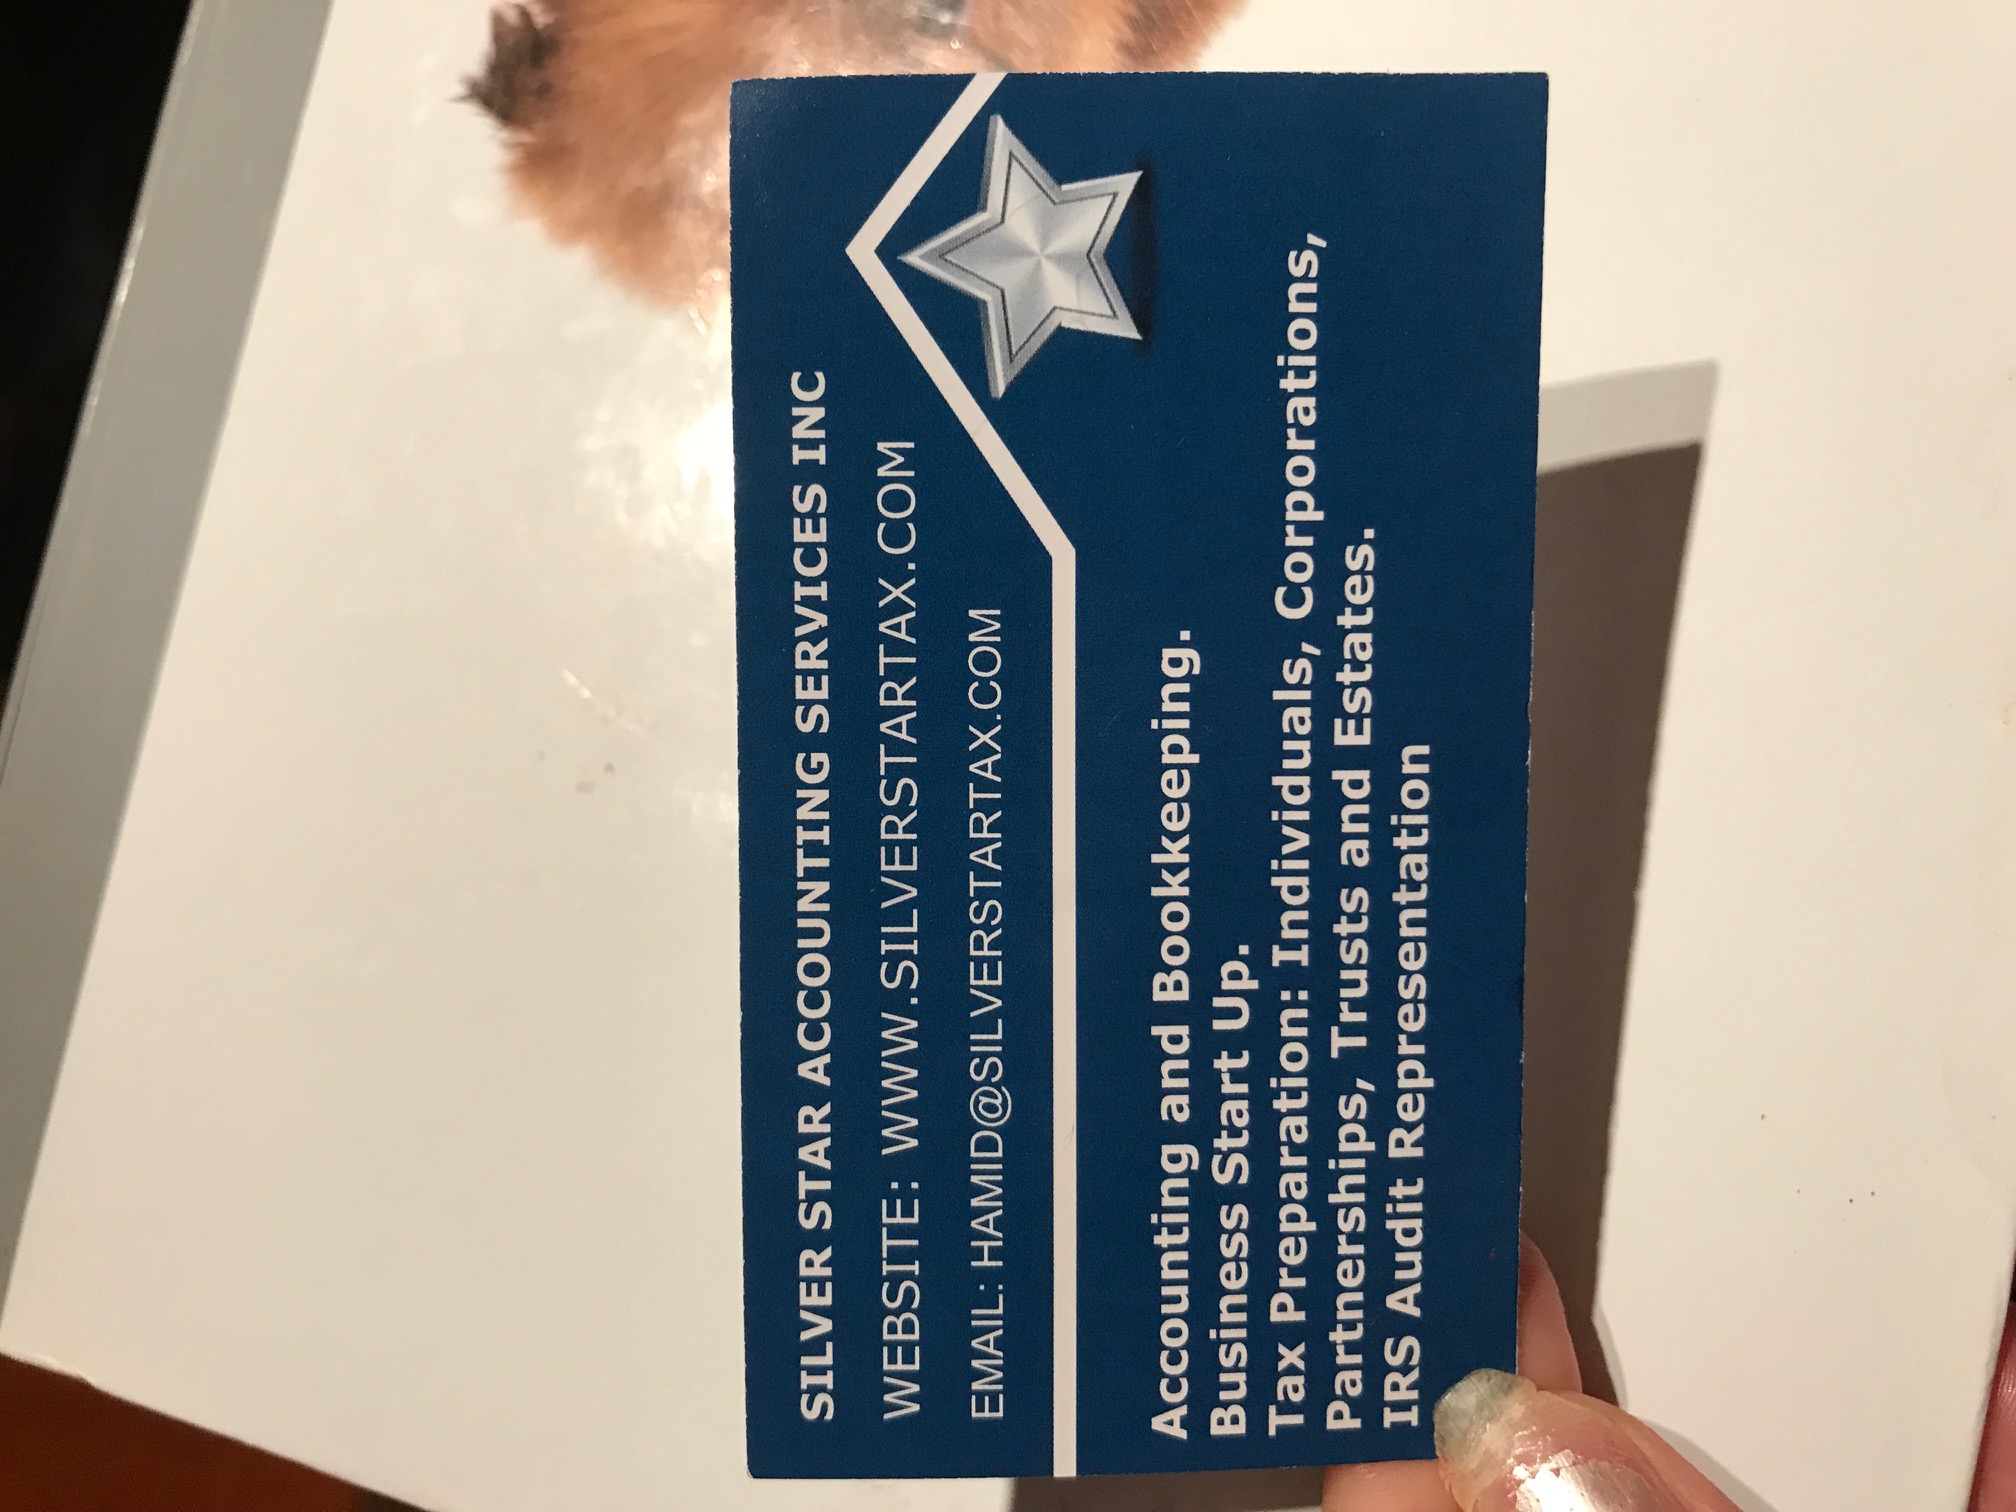 SILVER STAR ACCOUNTING SERVICES INC
WEBSITE: WWW.SILVERSTARTAX.COM
EMAIL: HAMID@SILVERSTARTAX.COM
Accounting and Bookkeeping.
Business Start Up.
Tax Preparation: Individuals, Corporations,
Partnerships, Trusts and Estates.
IRS Audit Representation